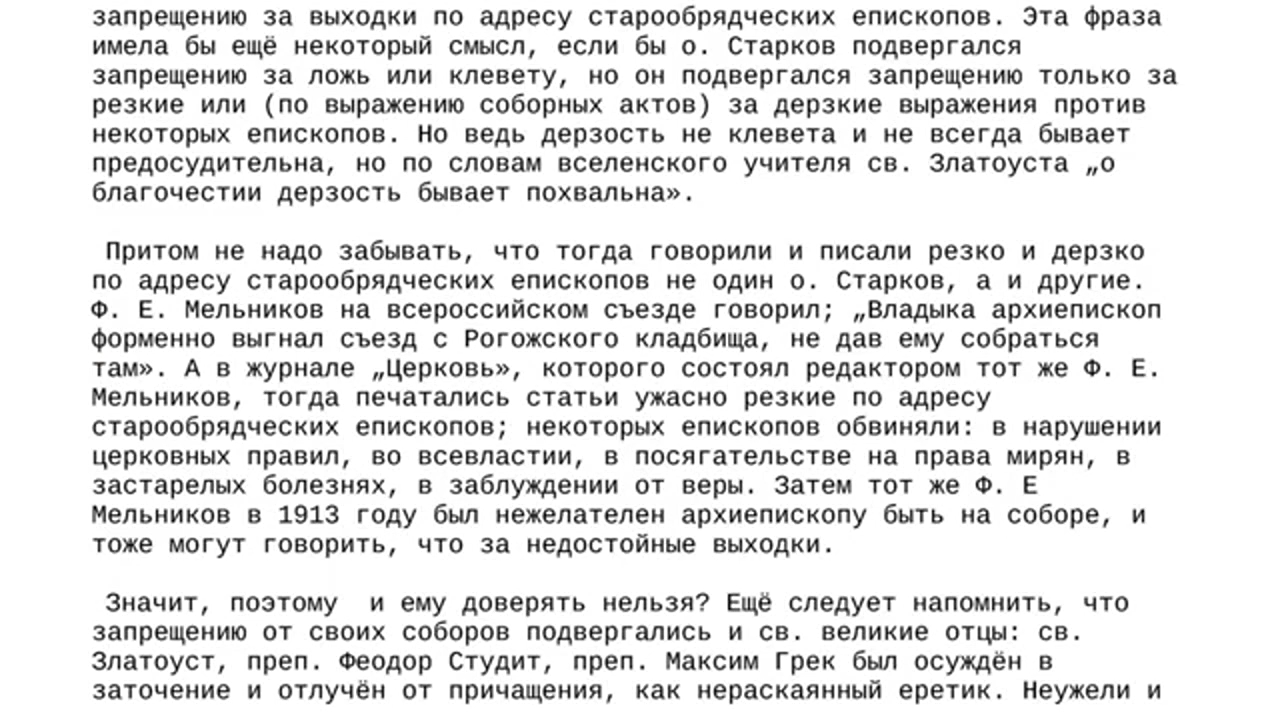 запрещению за выходки по адресу старообрядческих епископов. Эта фраза
имела бы ещё некоторый смысл, если бы о. Старков подвергался
запрещению за ложь или клевету, но он подвергался запрещению только за
резкие или (по выражению соборных актов) за дерзкие выражения против
некоторых епископов. Но ведь дерзость не клевета и не всегда бывает
предосудительна, но по словам вселенского учителя св. Златоуста „о
благочестии дерзость бывает похвальна».
Притом не надо забывать, что тогда говорили и писали резко и дерзко
по адресу старообрядческих епископов не один о. Старков, а и другие.
Ф. Е. Мельников на всероссийском съезде говорил; „Владыка архиепископ
форменно выгнал съезд с Рогожского кладбища, не дав ему собраться
там». А в журнале „Церковь», которого состоял редактором тот же Ф. Е.
Мельников, тогда печатались статьи ужасно резкие по адресу
старообрядческих епископов; некоторых епископов обвиняли: в нарушении
церковных правил, во всевластии, в посягательстве на права мирян, в
застарелых болезнях, в заблуждении от веры. Затем тот же Ф. Е
Мельников в 1913 году был нежелателен архиепископу быть на соборе, и
тоже могут говорить, что за недостойные выходки.
Значит, поэтому  и ему доверять нельзя? Ещё следует напомнить, что
запрещению от своих соборов подвергались и св. великие отцы: св.
Златоуст, преп. Феодор Студит, преп. Максим Грек был осуждён в
заточение и отлучён от причащения, как нераскаянный еретик. Неужели и